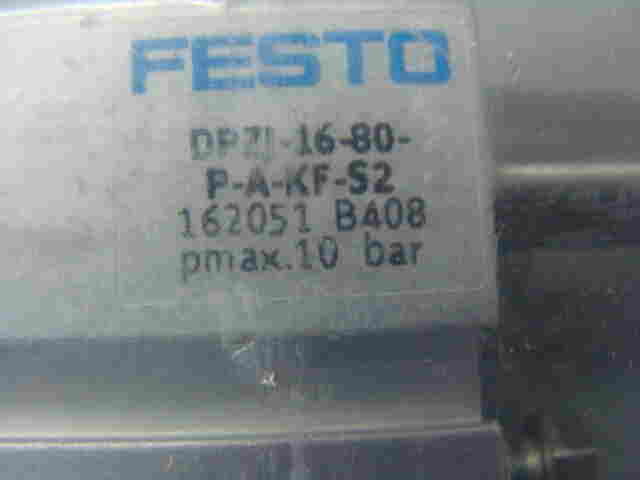 FESTO
DPZJ-16-80-
P-A-KF-S2
162051 B408
pmax.10 bar